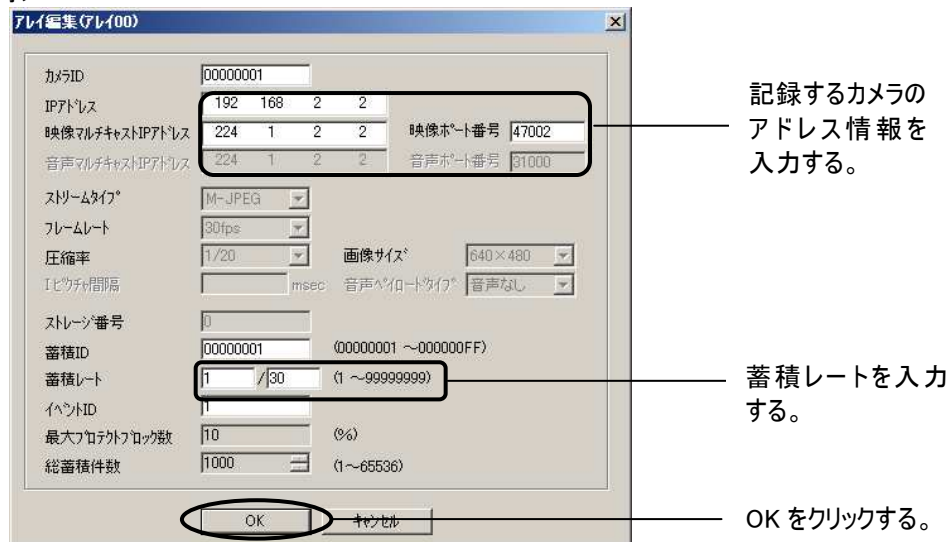 アレイ編集(アレイ00)
カメラID 00000001
IPアドレス 192 168 2 2
映像マルチキャストIPアドレス 224 1 2 2 映像ポート番号 47002
音声マルチキャストIPアドレス 224 1 2 2 音声ポート番号 31000
ストリームタイプ M-JPEG
フレームレート 30fps
圧縮率 1/20 画像サイズ 640×480
Iピクチャ間隔 msec 音声ペイロードタイプ 音声なし
ストレージ番号 0
蓄積ID 00000001 (00000001 ~000000FF)
蓄積レート 1 / 30 (1 ~99999999)
イベントID 1
最大プロテクトブロック数 10 (%)
総蓄積件数 1000 (1~65536)
OK キャンセル
記録するカメラの
アドレス情報を
入力する。
蓄積レートを入力
する。
OK をクリックする。